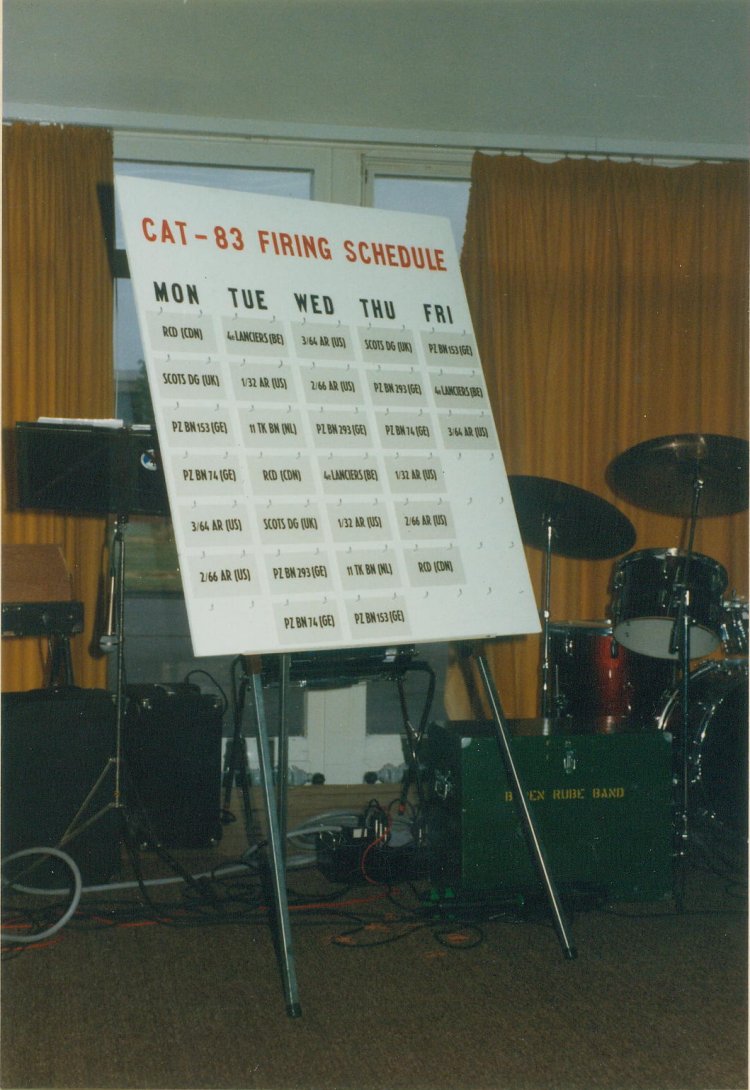 CAT-83 FIRING SCHEDULE
MON TUE WED THU FRI
RCD (CDN) 4e LANCIERS (BE) 3/64 AR (US) SCOTS DG (UK) PZ BN 153 (GE)
SCOTS DG (UK) 1/32 AR (US) 2/66 AR (US) PZ BN 293 (GE) 4e LANCIERS (BE)
PZ BN 153 (GE) 11 TK BN (NL) PZ BN 293 (GE) PZ BN 74 (GE) 3/64 AR (US)
PZ BN 74 (GE) RCD (CDN) 4e LANCIERS (BE) 1/32 AR (US)
3/64 AR (US) SCOTS DG (UK) 1/32 AR (US) 2/66 AR (US)
2/66 AR (US) PZ BN 293 (GE) 11 TK BN (NL) RCD (CDN)
PZ BN 74 (GE) PZ BN 153 (GE)
RUBE BAND